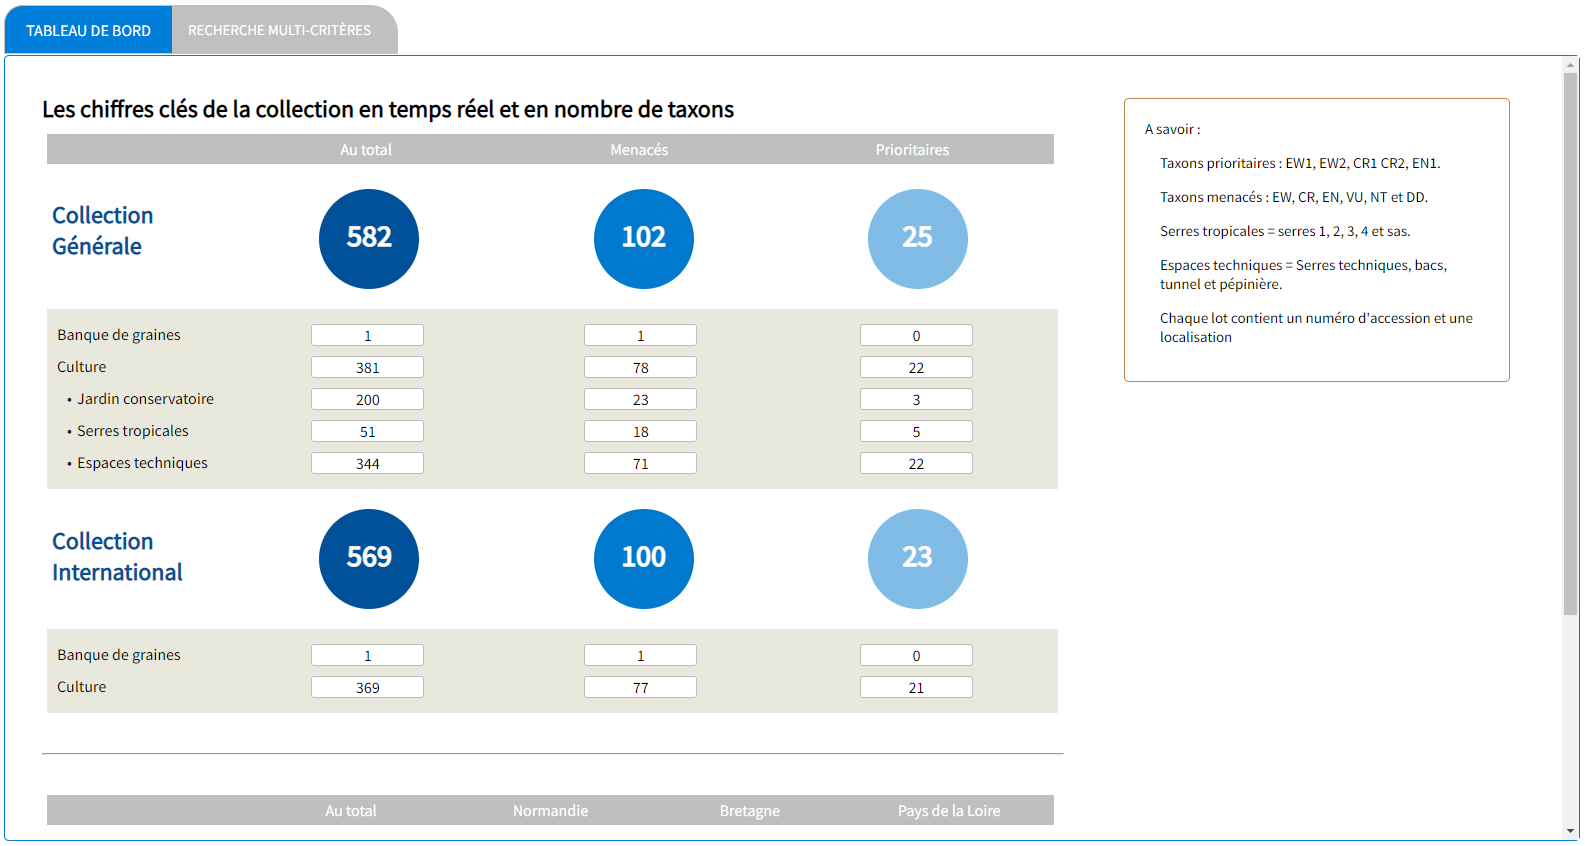 TABLEAU DE BORD
RECHERCHE MULTI-CRITÈRES
Les chiffres clés de la collection en temps réel et en nombre de taxons
Au total Menacés Prioritaires
Collection
Générale
582 102 25
Banque de graines 1 1 0
Culture 381 78 22
• Jardin conservatoire 200 23 3
• Serres tropicales 51 18 5
• Espaces techniques 344 71 22
Collection
International
569 100 23
Banque de graines 1 1 0
Culture 369 77 21
Au total Normandie Bretagne Pays de la Loire
A savoir :
Taxons prioritaires : EW1, EW2, CR1 CR2, EN1.
Taxons menacés : EW, CR, EN, VU, NT et DD.
Serres tropicales = serres 1, 2, 3, 4 et sas.
Espaces techniques = Serres techniques, bacs,
tunnel et pépinière.
Chaque lot contient un numéro d'accession et une
localisation